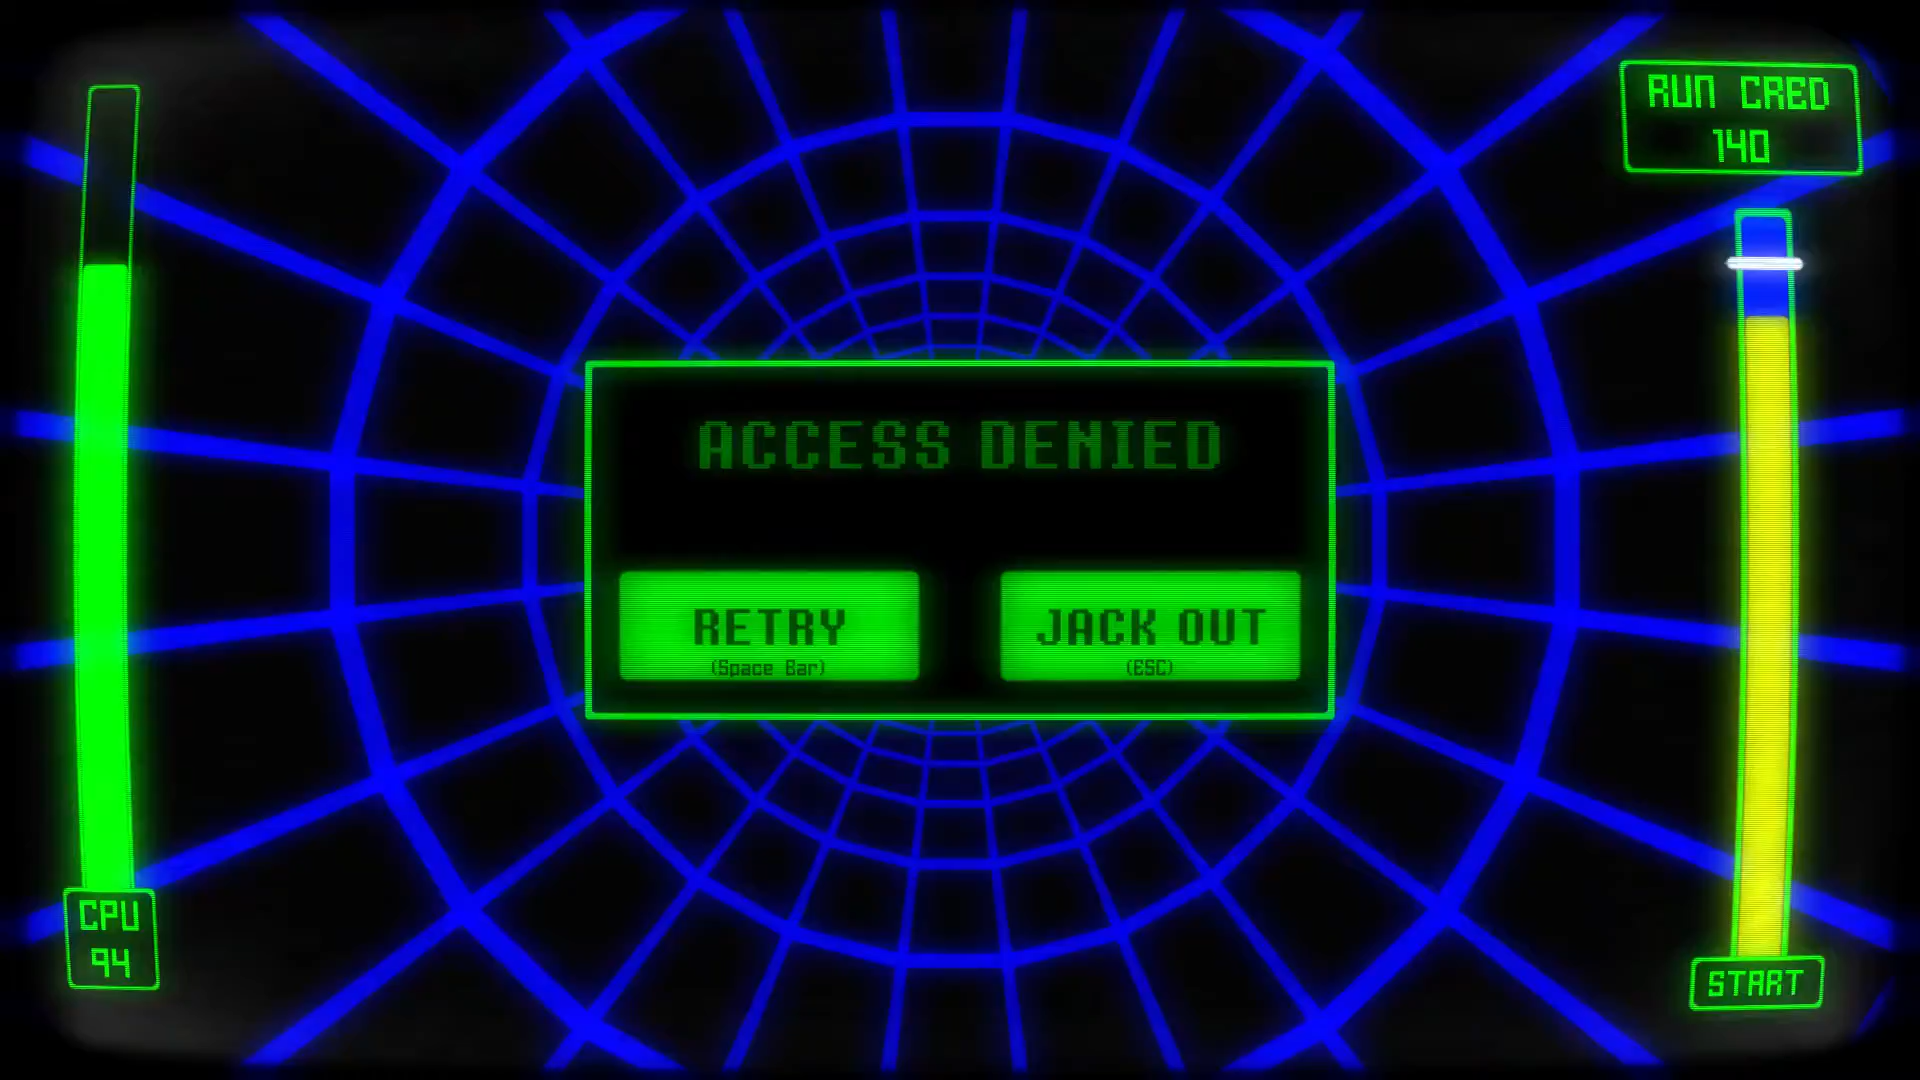 RUN CRED
140
ACCESS DENIED
RETRY
(Space Bar)
JACK OUT
(ESC)
CPU
94
START